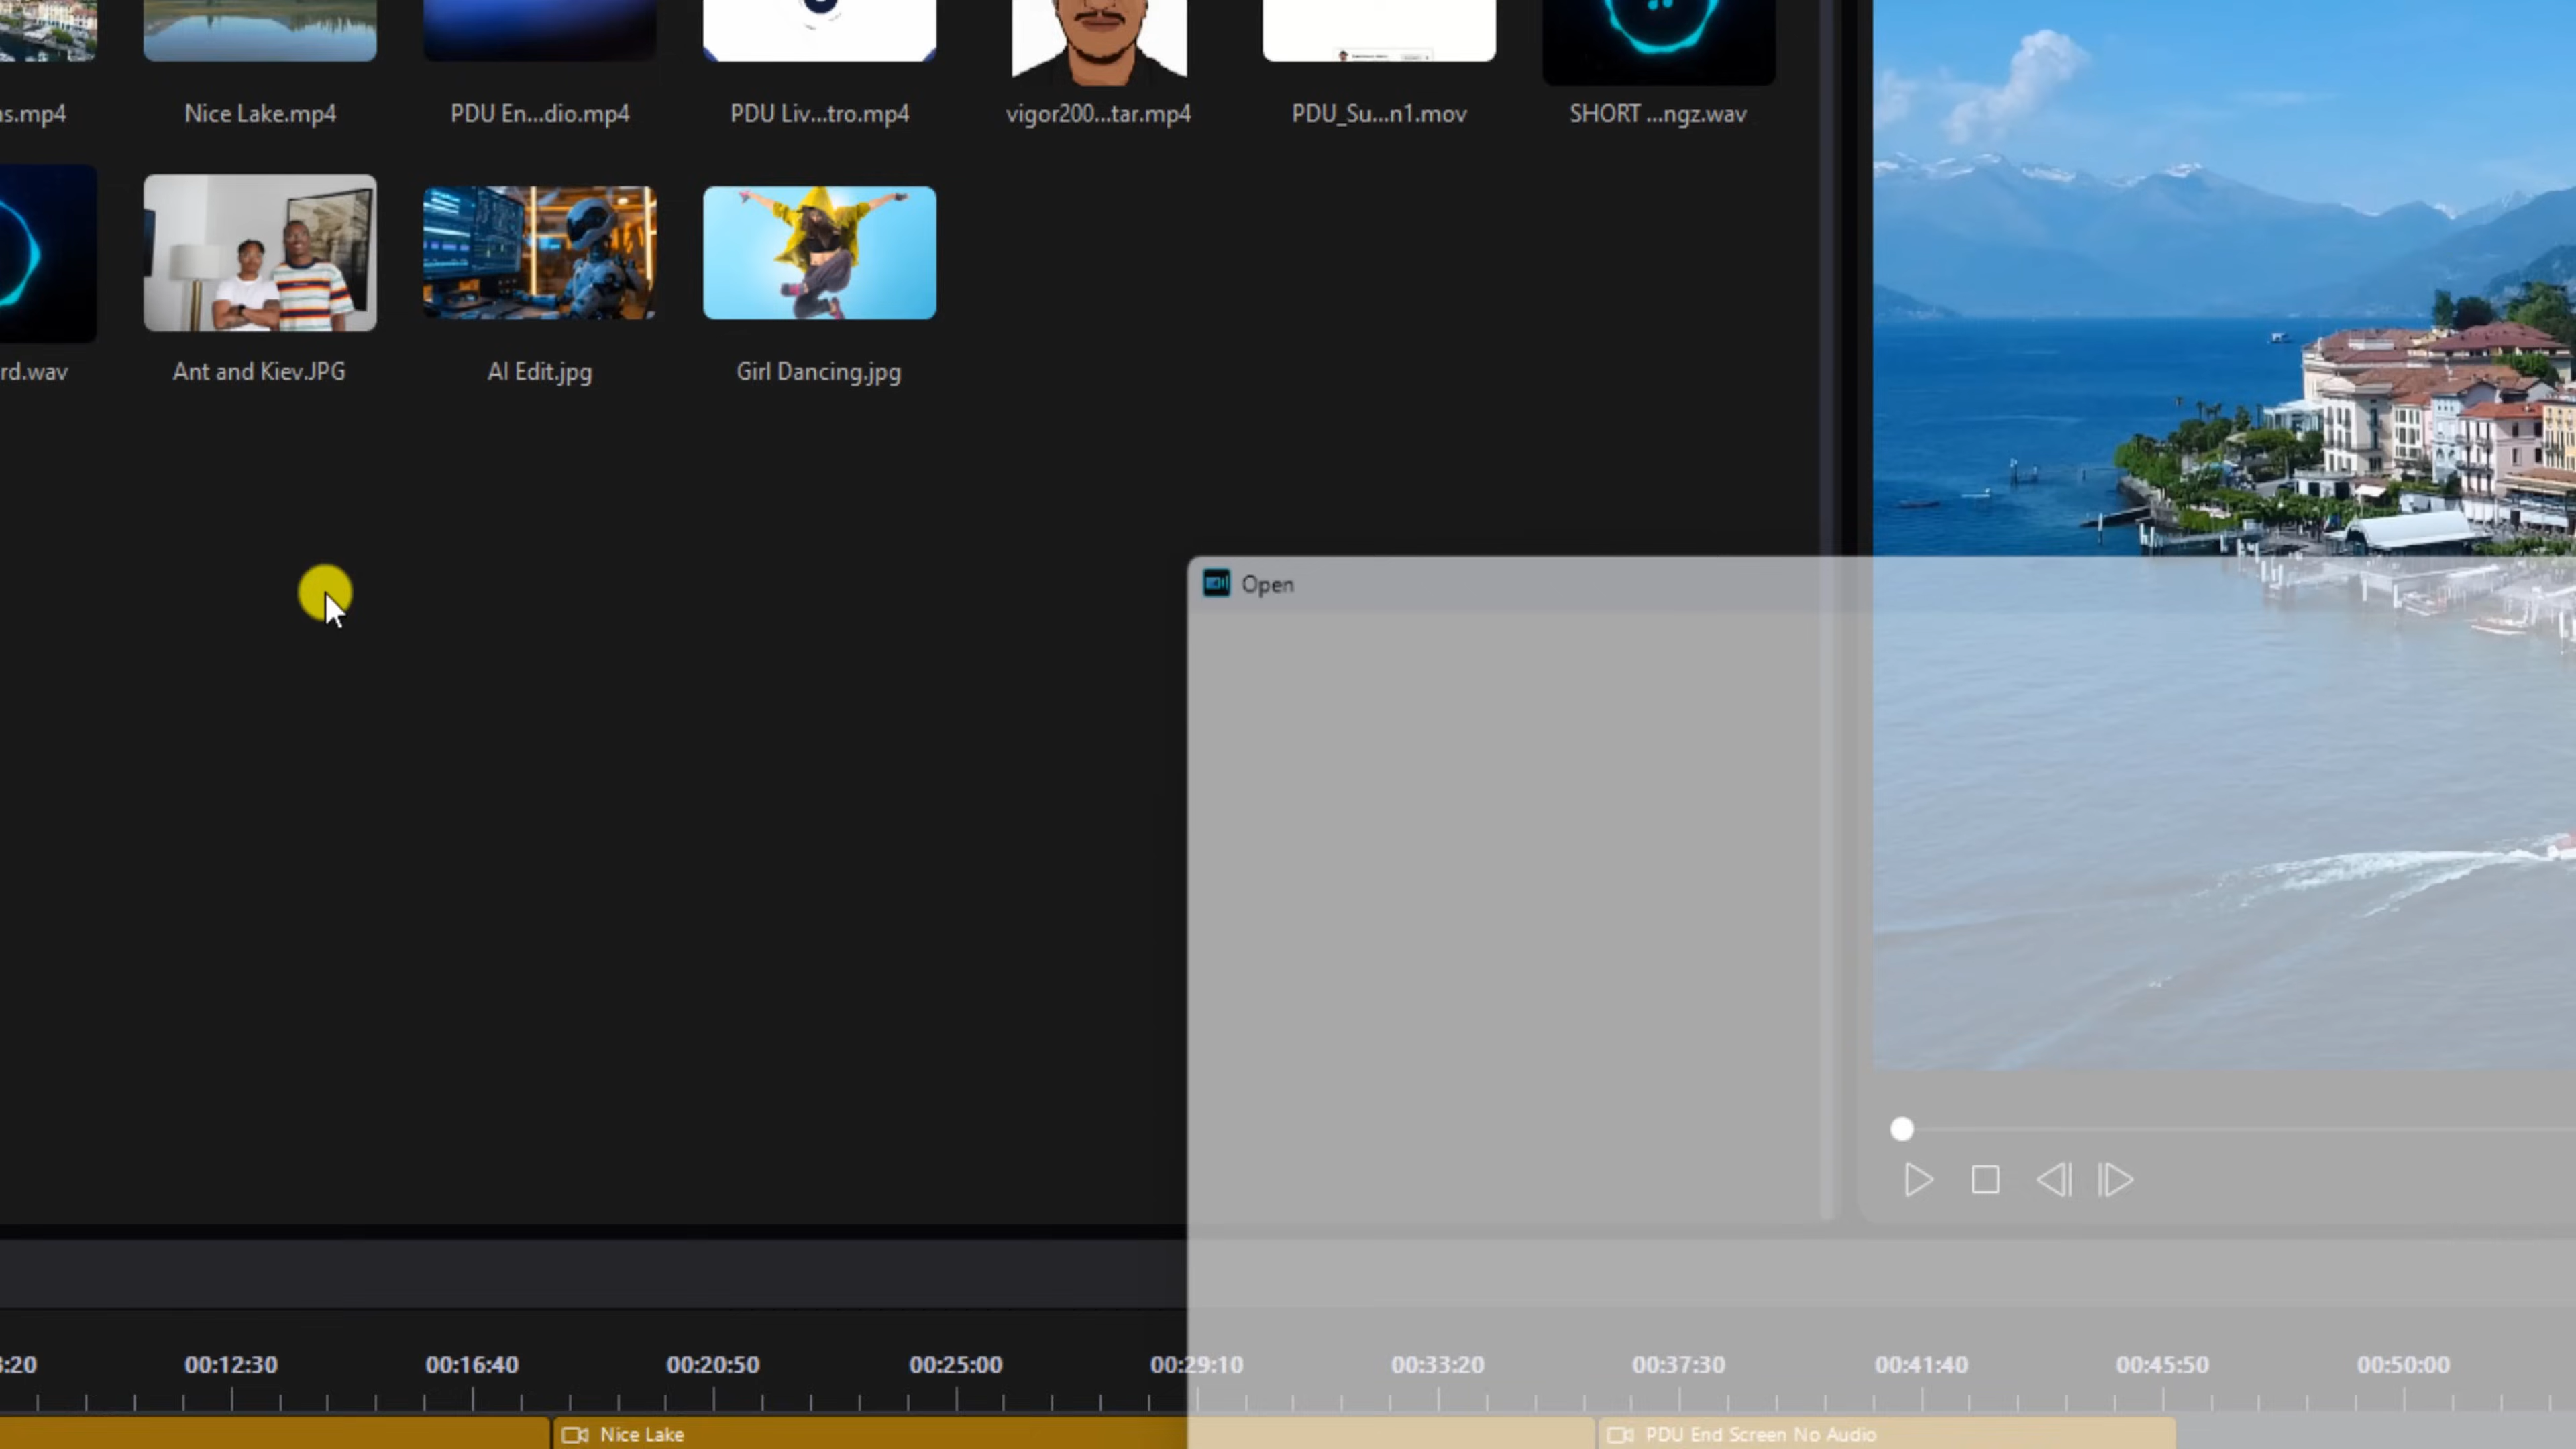 s.mp4 Nice Lake.mp4 PDU En...dio.mp4 PDU Liv...tro.mp4 vigor200...tar.mp4 PDU_Su...n1.mov SHORT ...ngz.wav
rd.wav Ant and Kiev.JPG AI Edit.jpg Girl Dancing.jpg
Open
:20 00:12:30 00:16:40 00:20:50 00:25:00 00:29:10 00:33:20 00:37:30 00:41:40 00:45:50 00:50:00
Nice Lake PDU End Screen No Audio